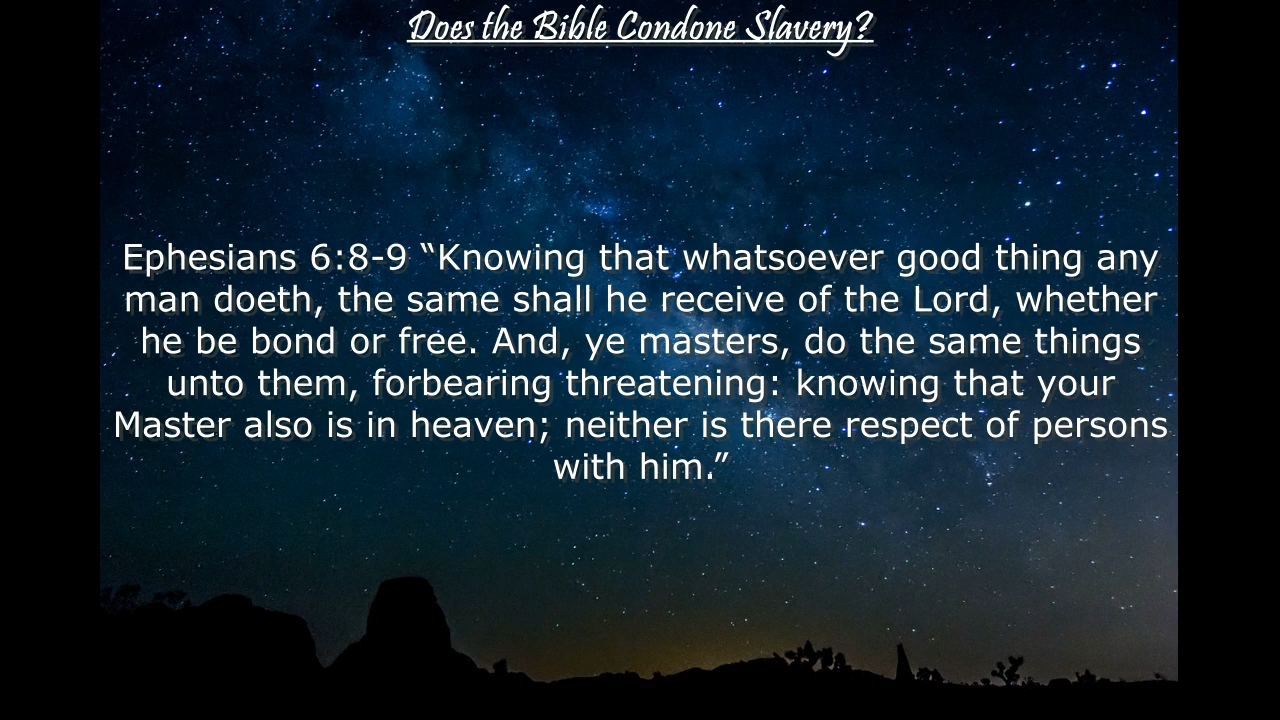 Does the Bible Condone Slavery?
Ephesians 6:8-9 “Knowing that whatsoever good thing any
man doeth, the same shall he receive of the Lord, whether
he be bond or free. And, ye masters, do the same things
unto them, forbearing threatening: knowing that your
Master also is in heaven; neither is there respect of persons
with him.”